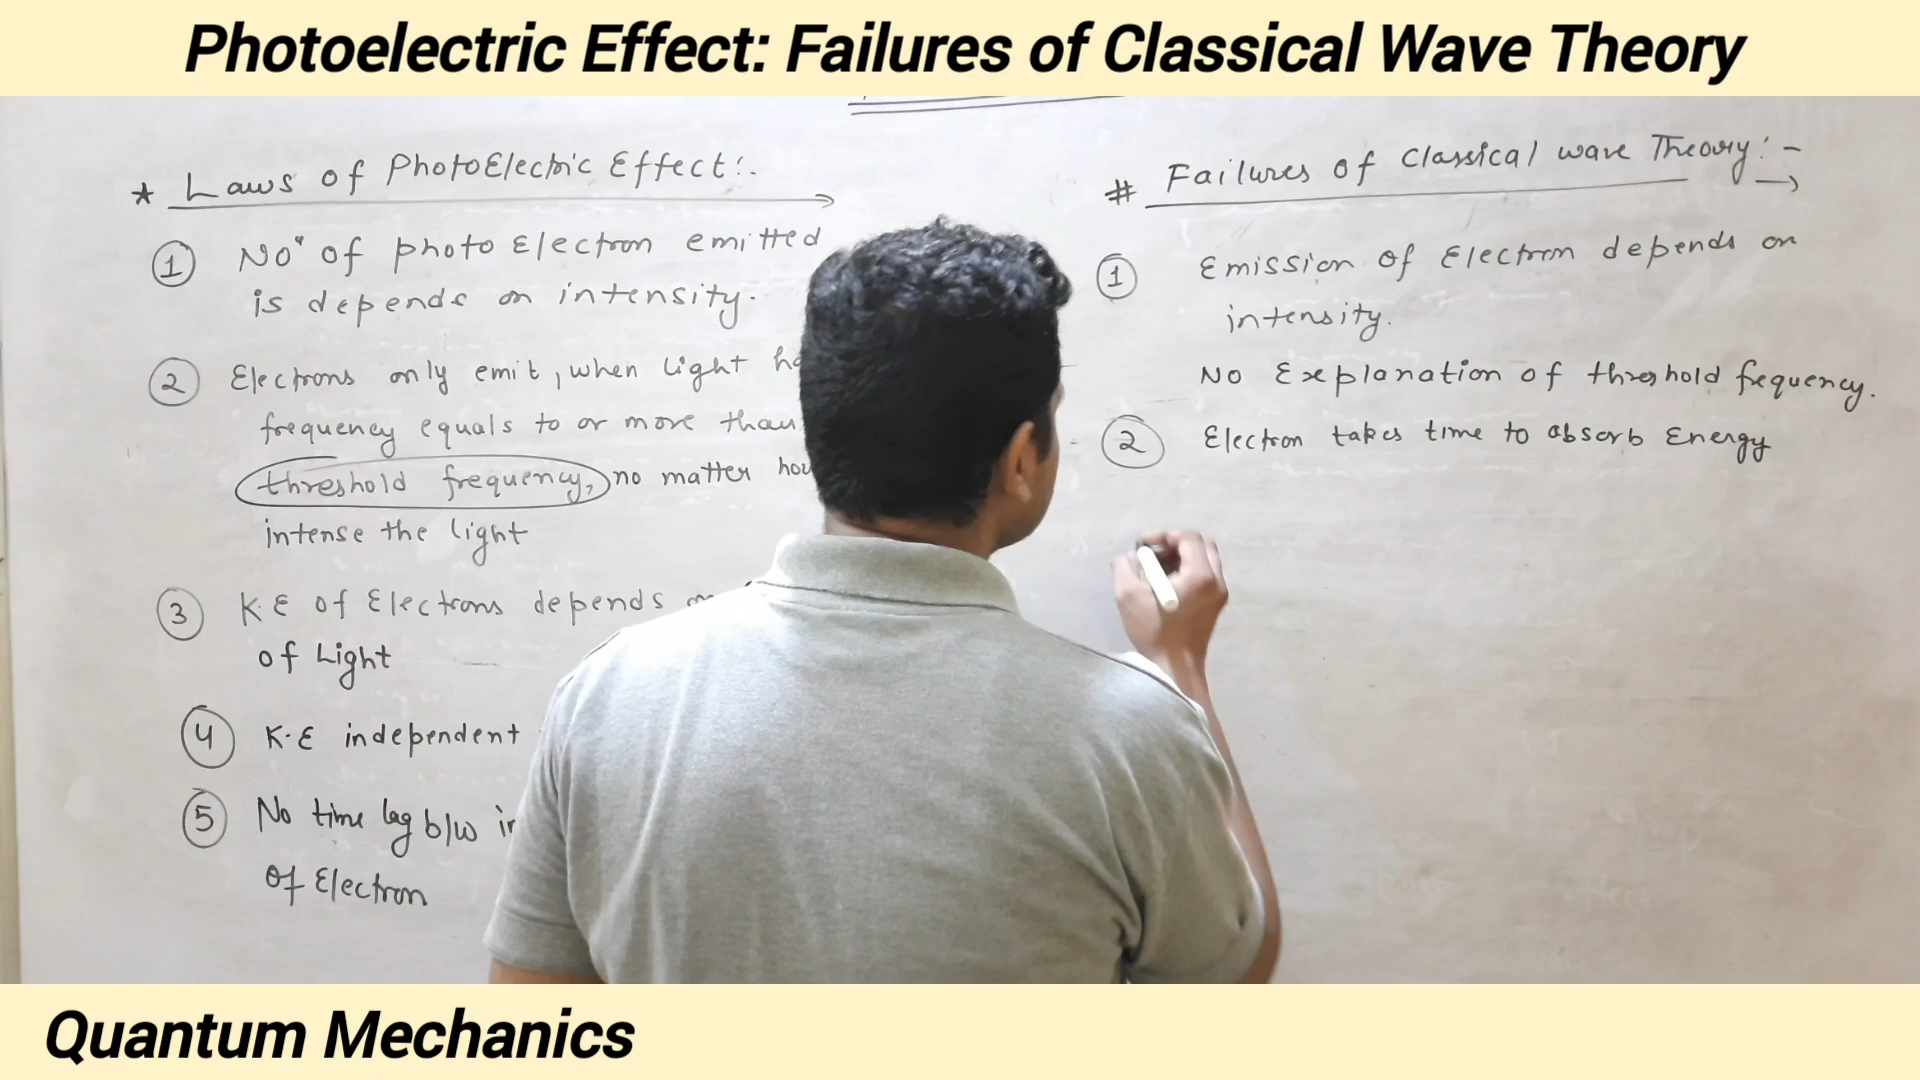 Photoelectric Effect: Failures of Classical Wave Theory
★ Laws of PhotoElectric Effect:-
① No. of photo Electron emitted
is depends on intensity.
② Electrons only emit, when light
frequency equals to or more than
threshold frequency, no matter
intense the light
③ K.E of Electrons depends
of Light
④ K.E independent
⑤ No time lag b/w
of Electron
# Failures of Classical wave Theory:-
① Emission of Electron depends on
intensity.
No Explanation of threshold fequency.
② Electron takes time to absorb Energy
Quantum Mechanics